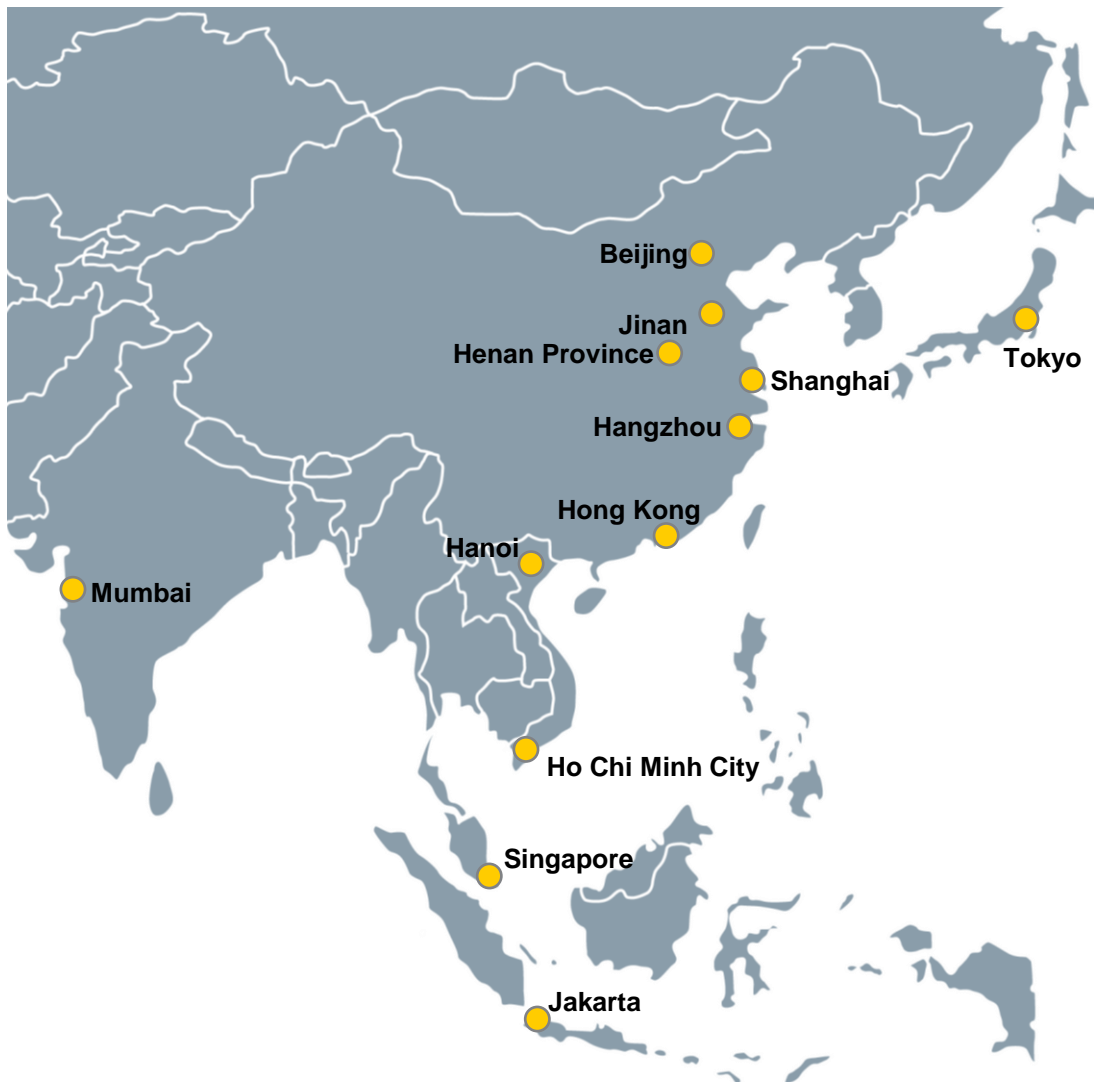 Beijing
Jinan
Henan Province
Tokyo
Shanghai
Hangzhou
Hong Kong
Hanoi
Mumbai
Ho Chi Minh City
Singapore
Jakarta